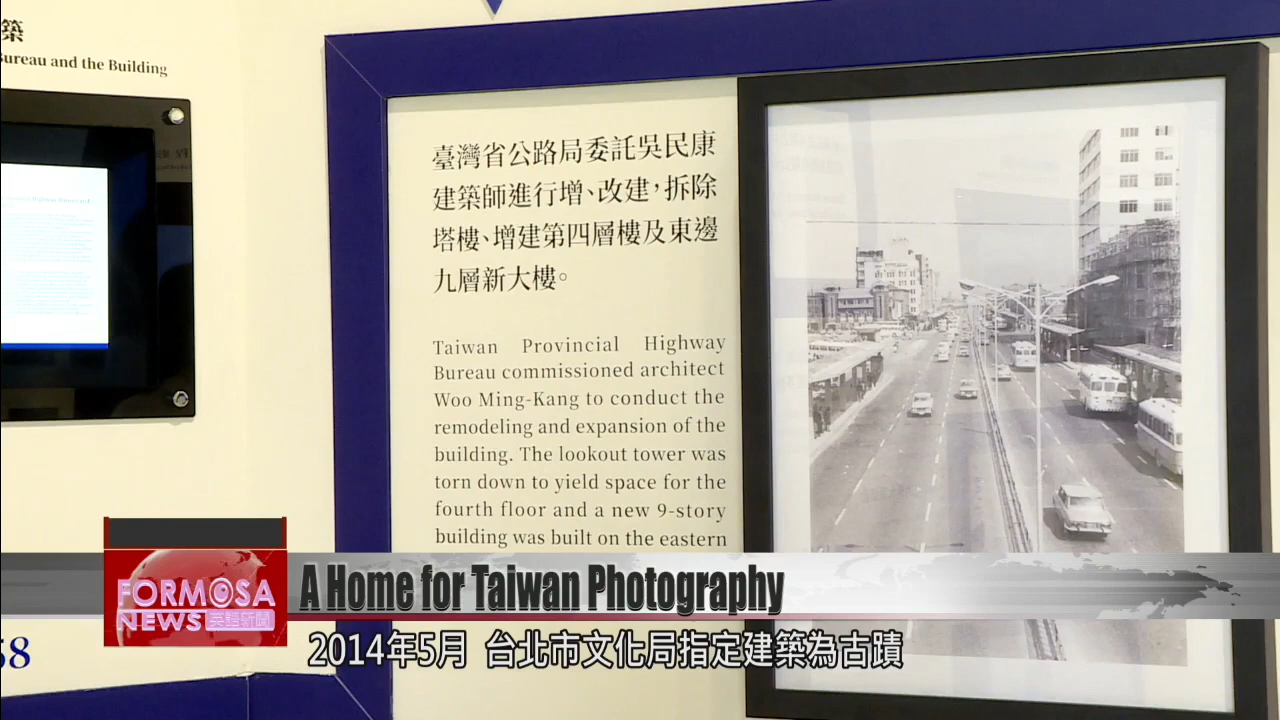 築
ureau and the Building
臺灣省公路局委託吳民康
建築師進行增、改建，拆除
塔樓、增建第四層樓及東邊
九層新大樓。
Taiwan Provincial Highway
Bureau commissioned architect
Woo Ming-Kang to conduct the
remodeling and expansion of the
building. The lookout tower was
torn down to yield space for the
fourth floor and a new 9-story
building was built on the eastern
FORMOSA
NEWS 英語新聞
A Home for Taiwan Photography
2014年5月 台北市文化局指定建築為古蹟
58